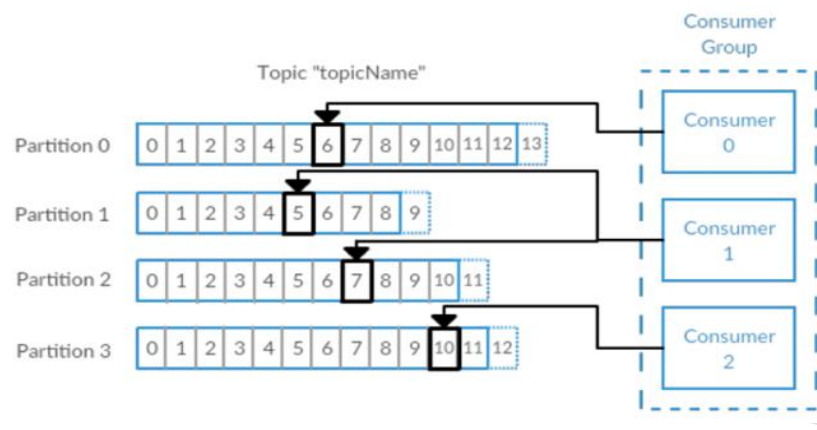 Consumer
Group
Topic "topicName"
Partition 0
0 1 2 3 4 5 6 7 8 9 10 11 12 13
Consumer
0
Partition 1
0 1 2 3 4 5 6 7 8 9
Consumer
1
Partition 2
0 1 2 3 4 5 6 7 8 9 10 11
Partition 3
0 1 2 3 4 5 6 7 8 9 10 11 12
Consumer
2